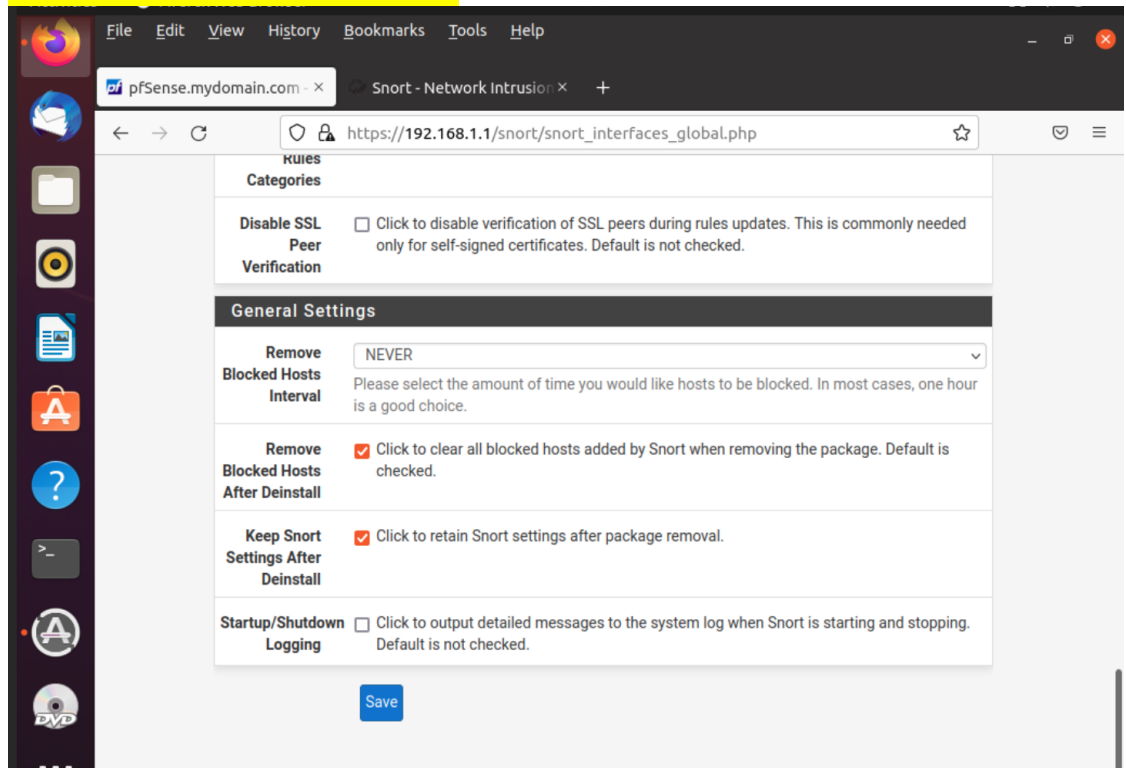 File Edit View History Bookmarks Tools Help
pfSense.mydomain.com - ×
Snort - Network Intrusion ×
https://192.168.1.1/snort/snort_interfaces_global.php
Rules
Categories
Disable SSL
Peer
Verification
Click to disable verification of SSL peers during rules updates. This is commonly needed
only for self-signed certificates. Default is not checked.
General Settings
Remove
Blocked Hosts
Interval
NEVER
Please select the amount of time you would like hosts to be blocked. In most cases, one hour
is a good choice.
Remove
Blocked Hosts
After Deinstall
Click to clear all blocked hosts added by Snort when removing the package. Default is
checked.
Keep Snort
Settings After
Deinstall
Click to retain Snort settings after package removal.
Startup/Shutdown
Logging
Click to output detailed messages to the system log when Snort is starting and stopping.
Default is not checked.
Save
DVD